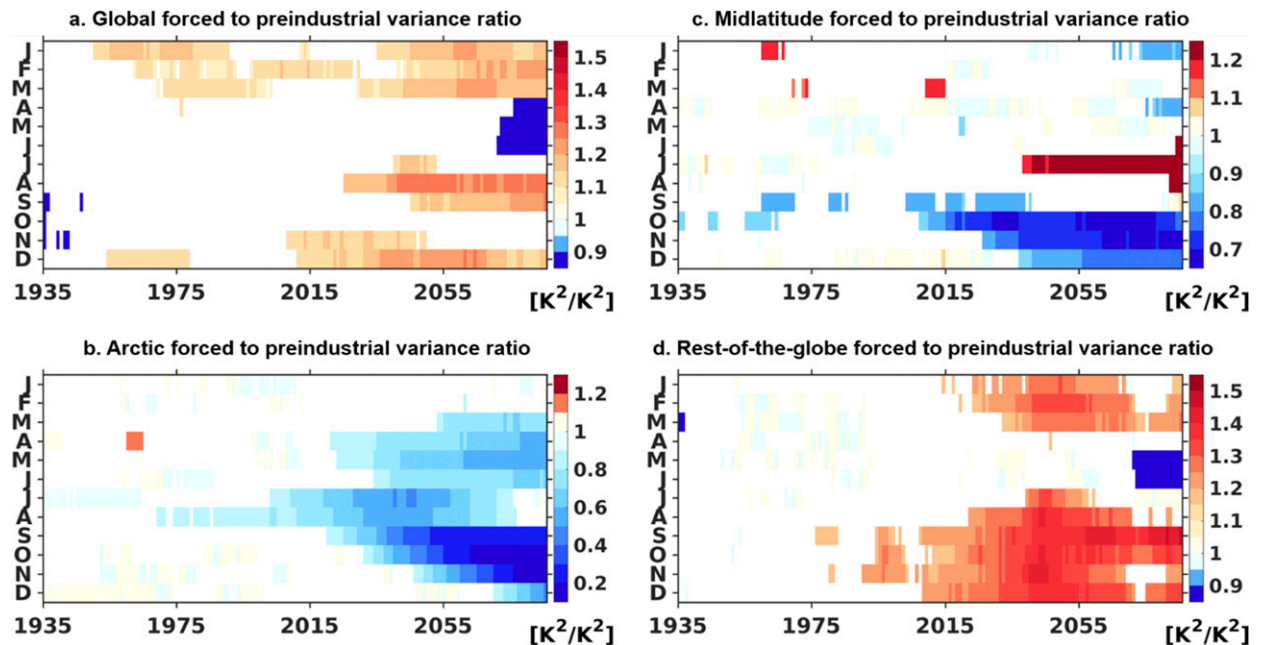 a. Global forced to preindustrial variance ratio
J
F
M
A
M
J
J
A
S
O
N
D
1935 1975 2015 2055
[K²/K²]
1.5
1.4
1.3
1.2
1.1
1
0.9
c. Midlatitude forced to preindustrial variance ratio
J
F
M
A
M
J
J
A
S
O
N
D
1935 1975 2015 2055
[K²/K²]
1.2
1.1
1
0.9
0.8
0.7
b. Arctic forced to preindustrial variance ratio
J
F
M
A
M
J
J
A
S
O
N
D
1935 1975 2015 2055
[K²/K²]
1.2
1
0.8
0.6
0.4
0.2
d. Rest-of-the-globe forced to preindustrial variance ratio
J
F
M
A
M
J
J
A
S
O
N
D
1935 1975 2015 2055
[K²/K²]
1.5
1.4
1.3
1.2
1.1
1
0.9